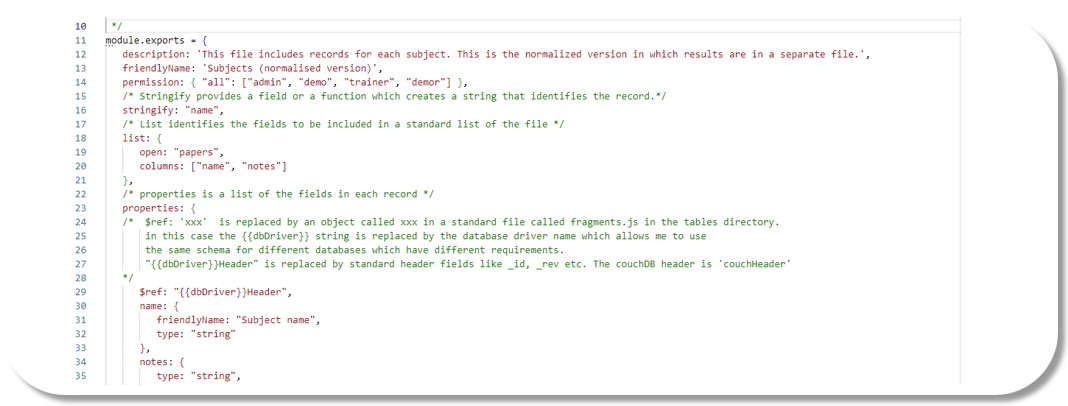 10 */
11 module.exports = {
12 description: 'This file includes records for each subject. This is the normalized version in which results are in a separate file.',
13 friendlyName: 'Subjects (normalised version)',
14 permission: { "all": ["admin", "demo", "trainer", "demor"] },
15 /* Stringify provides a field or a function which creates a string that identifies the record.*/
16 stringify: "name",
17 /* List identifies the fields to be included in a standard list of the file */
18 list: {
19 open: "papers",
20 columns: ["name", "notes"]
21 },
22 /* properties is a list of the fields in each record */
23 properties: {
24 /* $ref: 'xxx' is replaced by an object called xxx in a standard file called fragments.js in the tables directory.
25 in this case the {{dbDriver}} string is replaced by the database driver name which allows me to use
26 the same schema for different databases which have different requirements.
27 "{{dbDriver}}Header" is replaced by standard header fields like _id, _rev etc. The couchDB header is 'couchHeader'
28 */
29 $ref: "{{dbDriver}}Header",
30 name: {
31 friendlyName: "Subject name",
32 type: "string"
33 },
34 notes: {
35 type: "string",